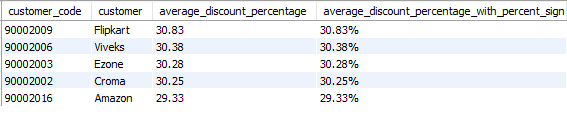 customer_code customer average_discount_percentage average_discount_percentage_with_percent_sign
90002009 Flipkart 30.83 30.83%
90002006 Viveks 30.38 30.38%
90002003 Ezone 30.28 30.28%
90002002 Croma 30.25 30.25%
90002016 Amazon 29.33 29.33%